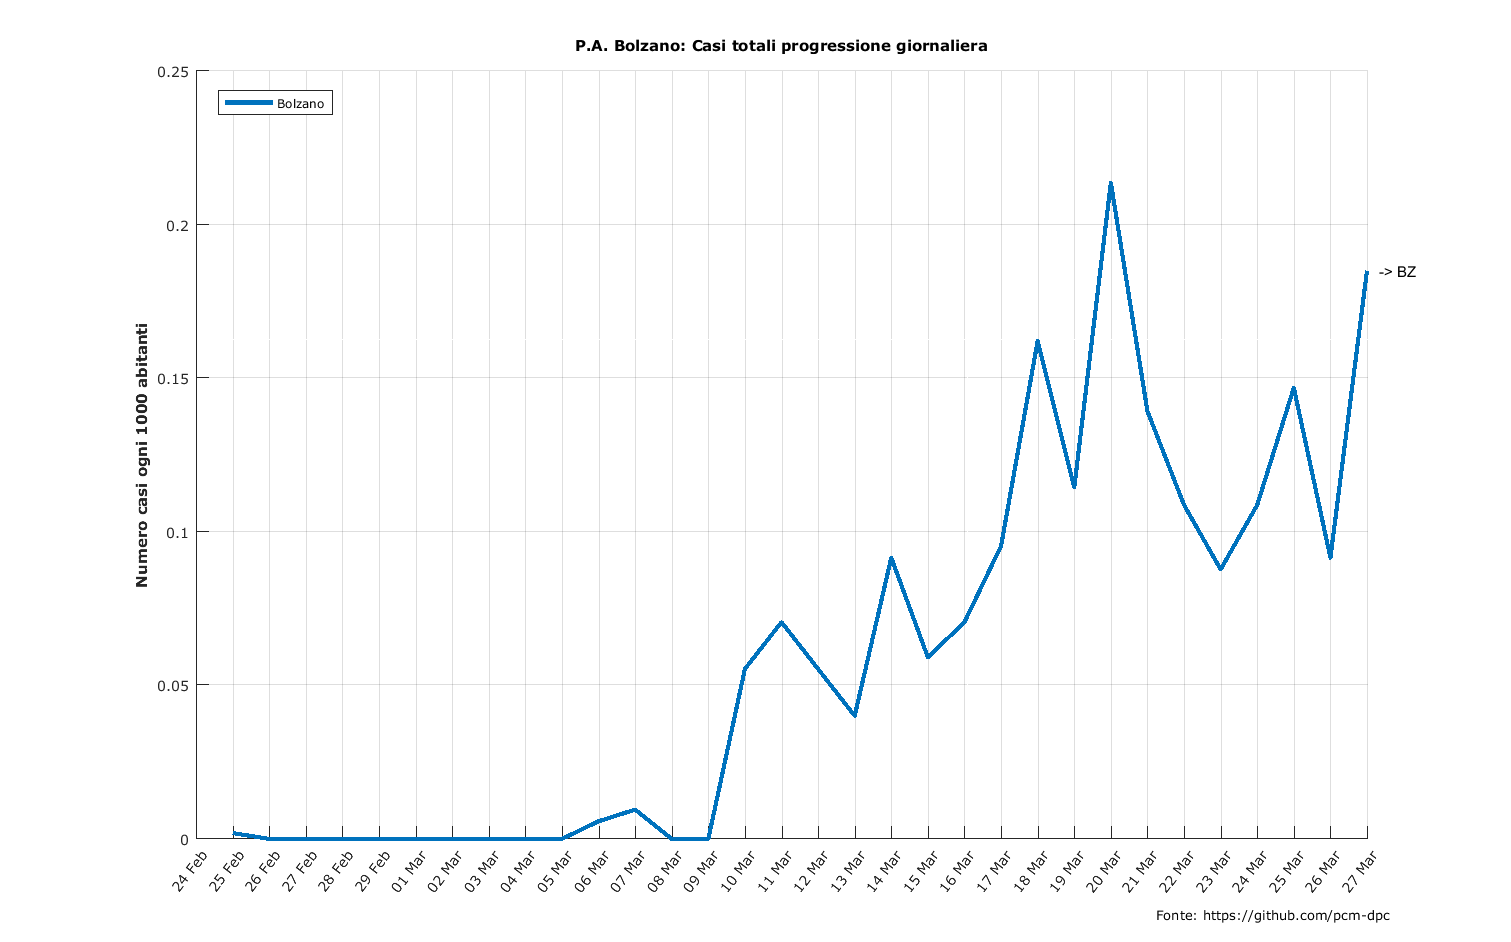 P.A. Bolzano: Casi totali progressione giornaliera
0.25
0.2
0.15
0.1
0.05
0
Numero casi ogni 1000 abitanti
Bolzano
-> BZ
24 Feb
25 Feb
26 Feb
27 Feb
28 Feb
29 Feb
01 Mar
02 Mar
03 Mar
04 Mar
05 Mar
06 Mar
07 Mar
08 Mar
09 Mar
10 Mar
11 Mar
12 Mar
13 Mar
14 Mar
15 Mar
16 Mar
17 Mar
18 Mar
19 Mar
20 Mar
21 Mar
22 Mar
23 Mar
24 Mar
25 Mar
26 Mar
27 Mar
Fonte: https://github.com/pcm-dpc